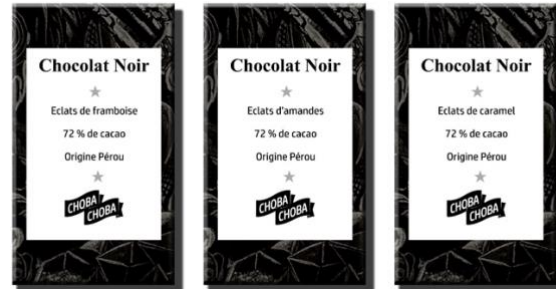 Chocolat Noir
Eclats de framboise
72 % de cacao
Origine Pérou
CHOBA
CHOBA
Chocolat Noir
Eclats d'amandes
72 % de cacao
Origine Pérou
CHOBA
CHOBA
Chocolat Noir
Eclats de caramel
72 % de cacao
Origine Pérou
CHOBA
CHOBA